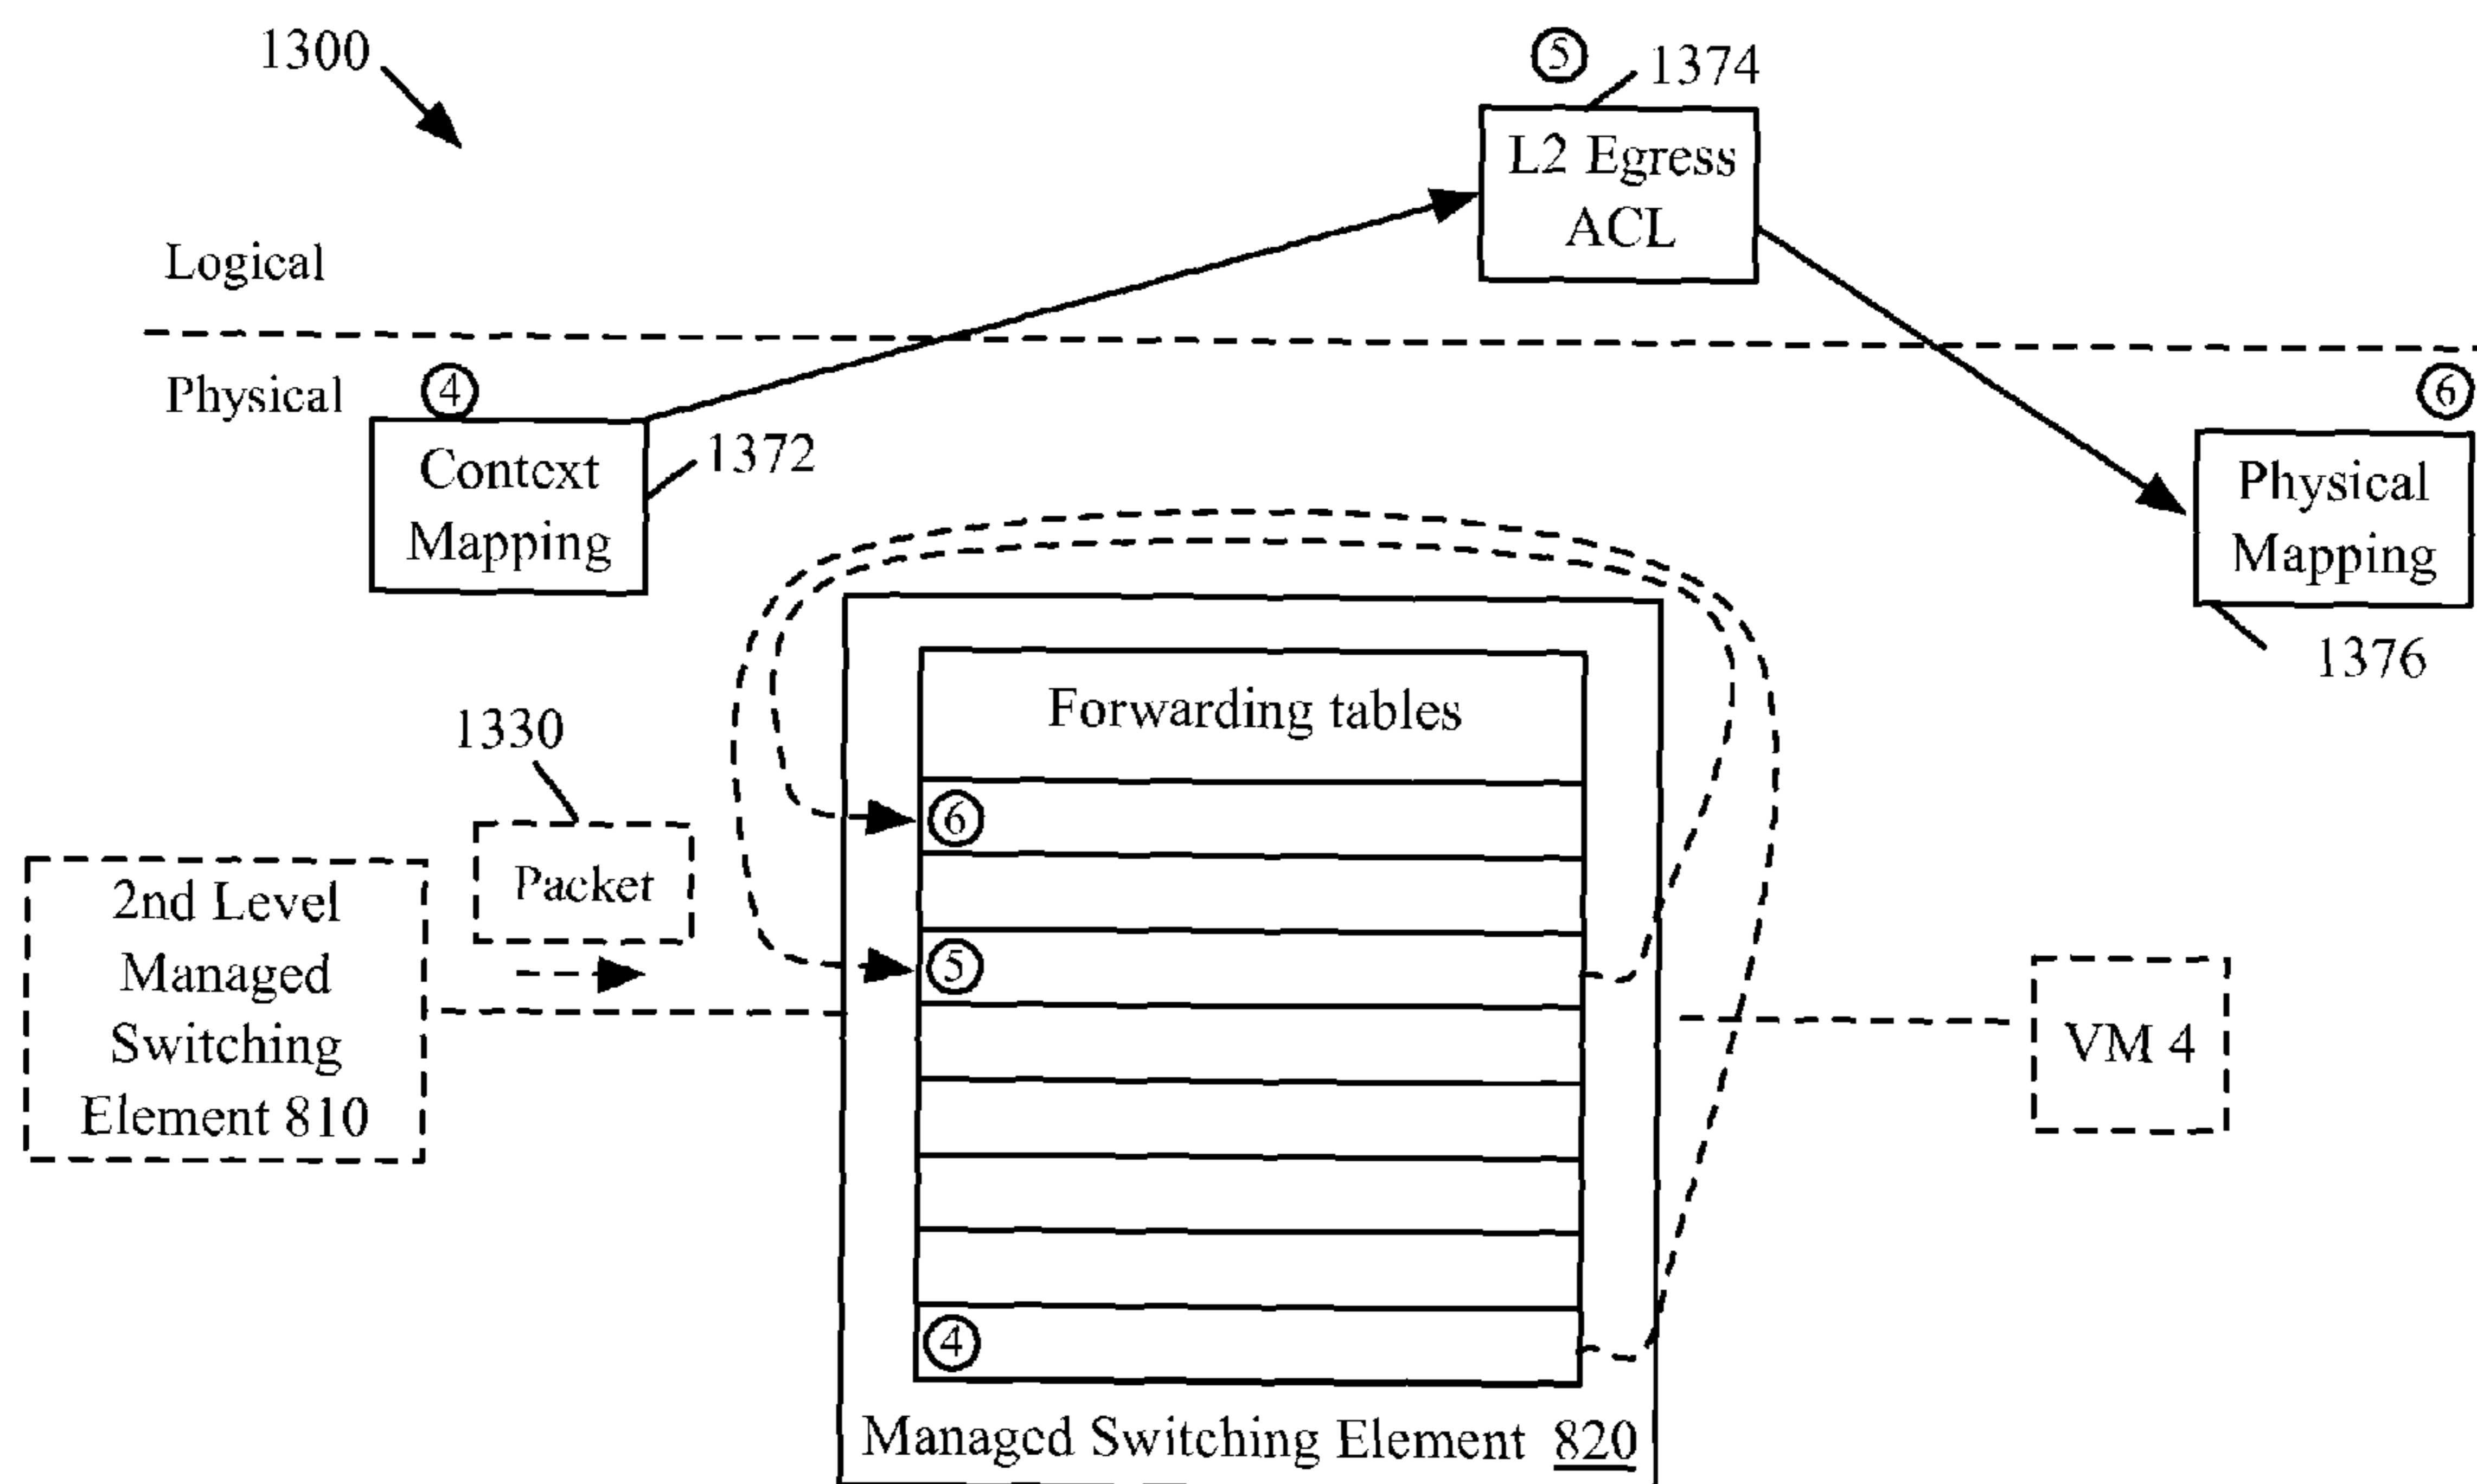 1300
⑤
1374
L2 Egress
ACL
Logical
Physical
④
Context
Mapping
1372
⑥
Physical
Mapping
1376
Forwarding tables
1330
Packet
⑥
⑤
④
2nd Level
Managed
Switching
Element 810
VM 4
Managed Switching Element 820